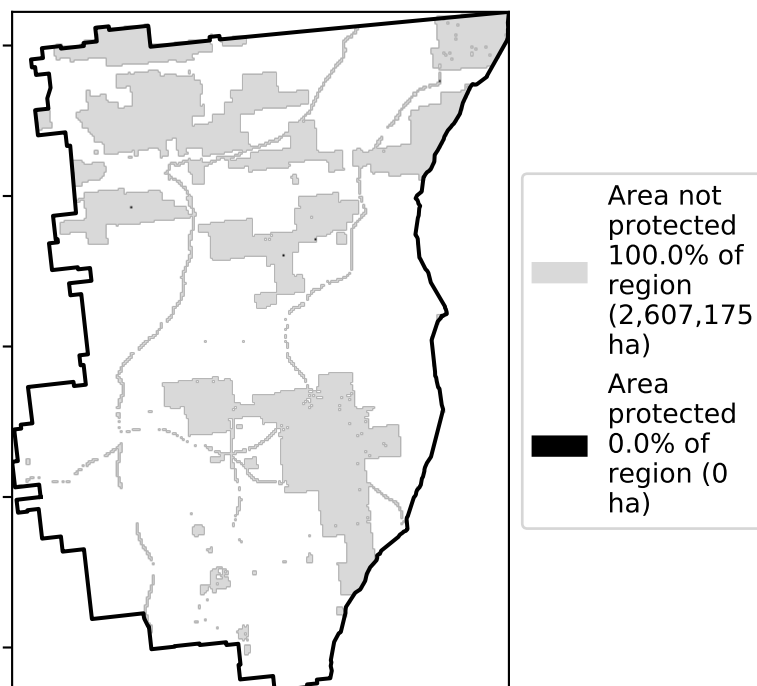 Area not
protected
100.0% of
region
(2,607,175
ha)
Area
protected
0.0% of
region (0
ha)